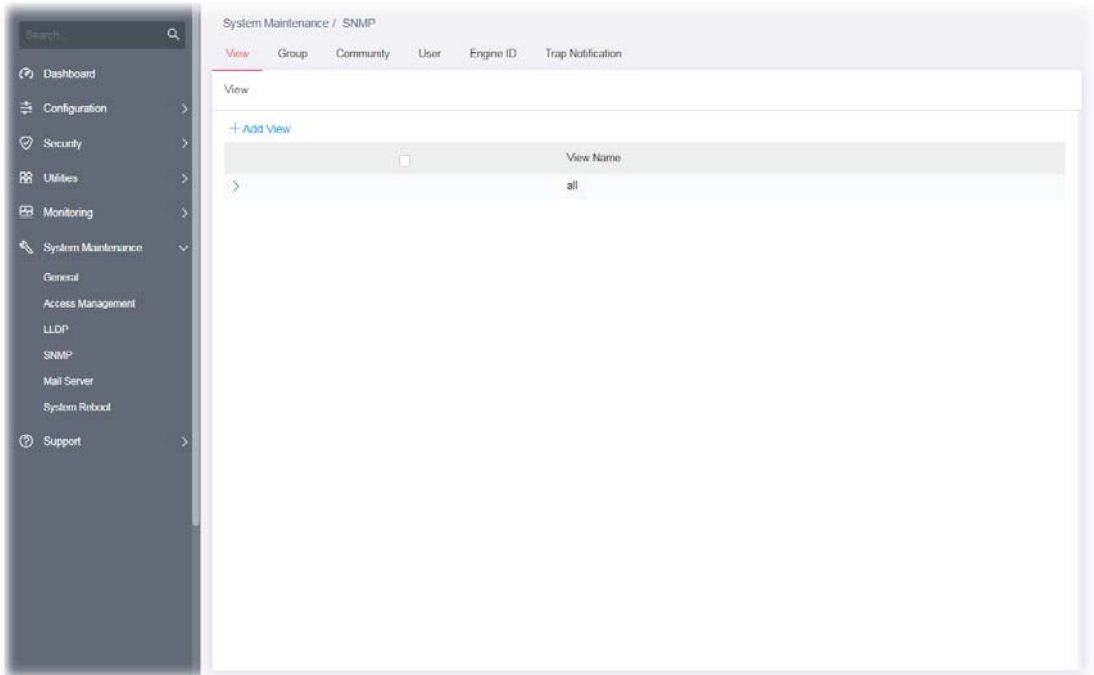 Search...
Dashboard
Configuration
Security
Utilities
Monitoring
System Maintenance
General
Access Management
LLDP
SNMP
Mail Server
System Reboot
Support
System Maintenance / SNMP
View Group Community User Engine ID Trap Notification
View
+Add View
View Name
all